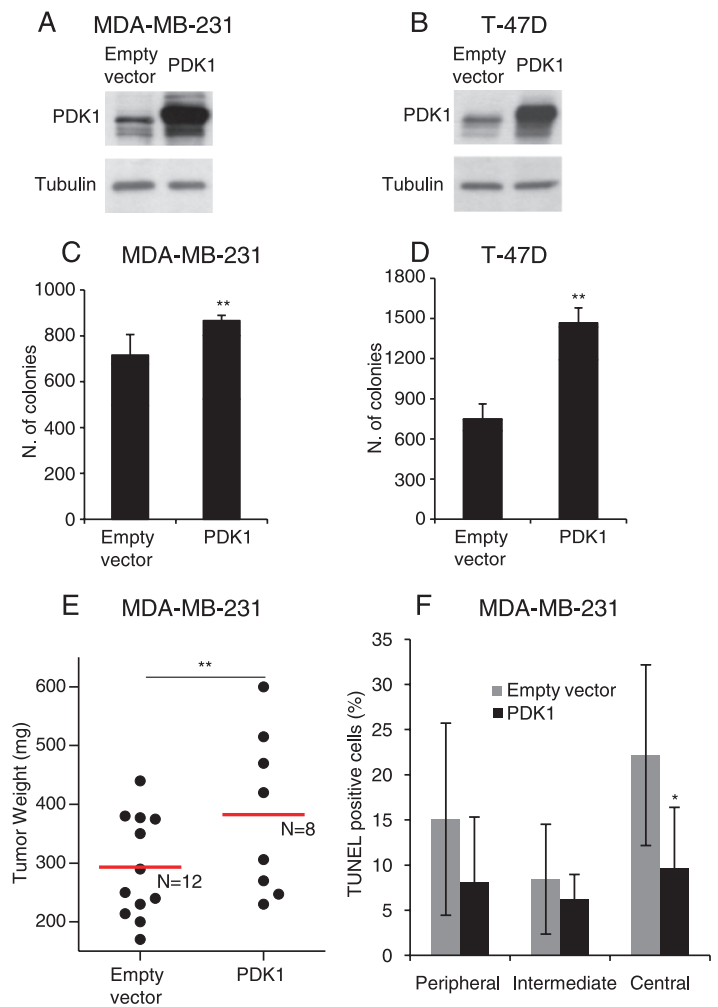 A MDA-MB-231
Empty vector PDK1
PDK1
Tubulin
B T-47D
Empty vector PDK1
PDK1
Tubulin
C MDA-MB-231
N. of colonies
1000
800
600
400
200
0
**
Empty vector PDK1
D T-47D
N. of colonies
1800
1500
1200
900
600
300
0
**
Empty vector PDK1
E MDA-MB-231
Tumor Weight (mg)
600
500
400
300
200
**
N=12
N=8
Empty vector PDK1
F MDA-MB-231
TUNEL positive cells (%)
35
30
25
20
15
10
5
0
Empty vector
PDK1
*
Peripheral Intermediate Central